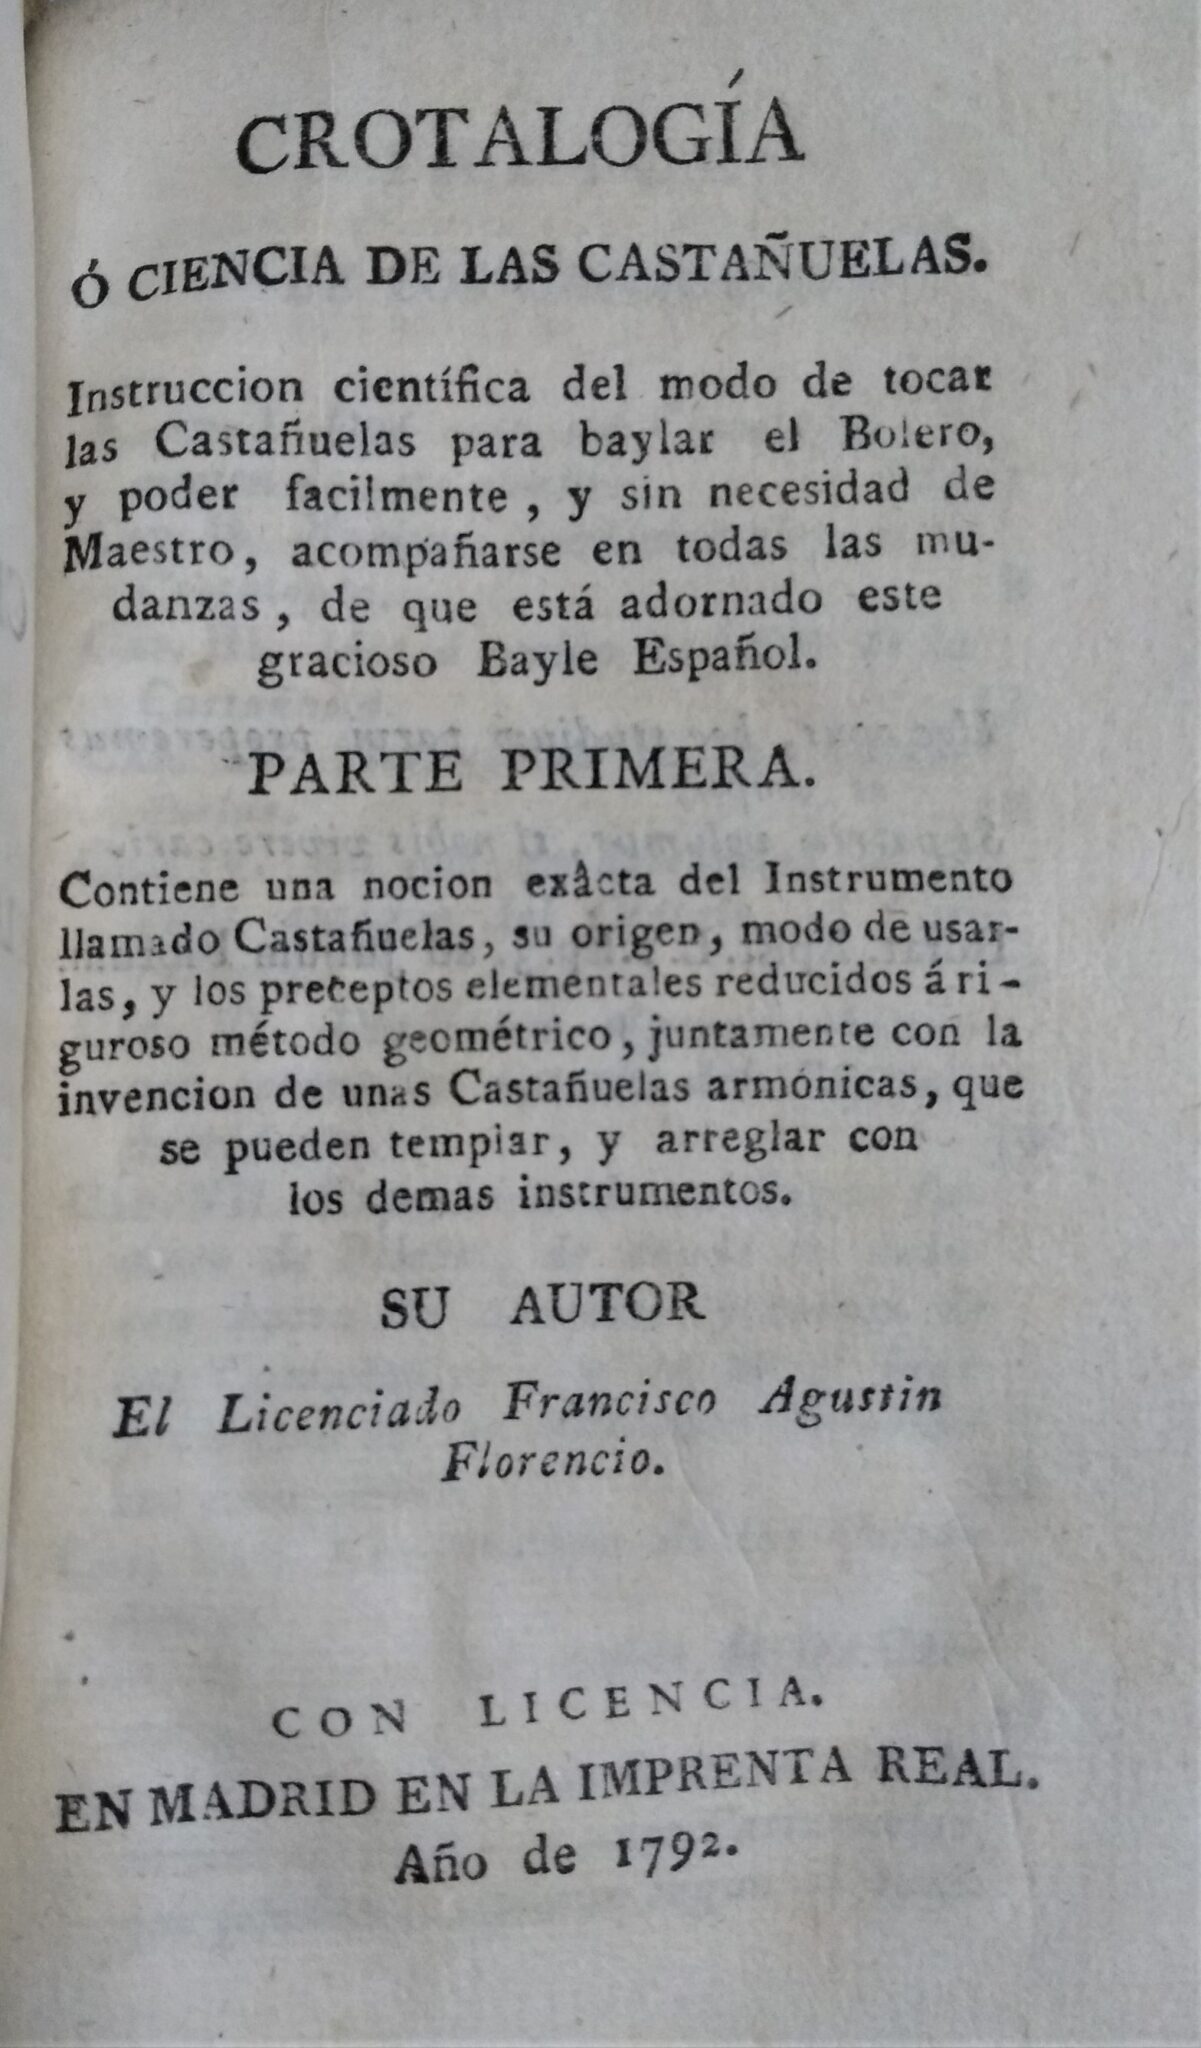 CROTALOGÍA
Ó CIENCIA DE LAS CASTAÑUELAS.
Instruccion científica del modo de tocar
las Castañuelas para baylar el Bolero,
y poder facilmente, y sin necesidad de
Maestro, acompañarse en todas las mu-
danzas, de que está adornado este
gracioso Bayle Español.
PARTE PRIMERA.
Contiene una nocion exâcta del Instrumento
llamado Castañuelas, su origen, modo de usar-
las, y los preceptos elementales reducidos á ri-
guroso método geométrico, juntamente con la
invencion de unas Castañuelas armónicas, que
se pueden templar, y arreglar con
los demas instrumentos.
SU AUTOR
El Licenciado Francisco Agustin
Florencio.
CON LICENCIA.
EN MADRID EN LA IMPRENTA REAL.
Año de 1792.